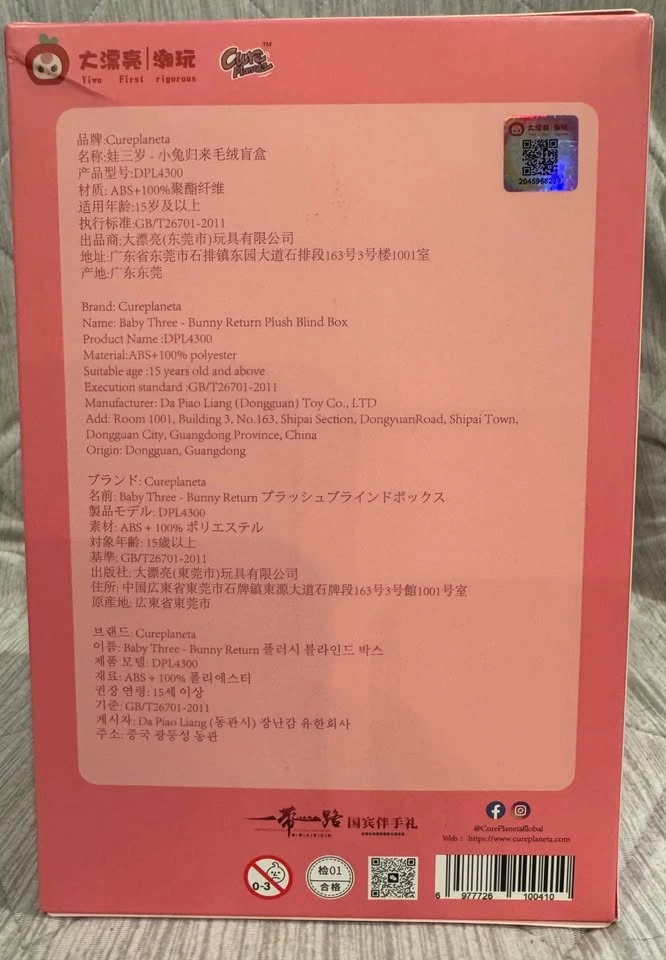 大漂亮|潮玩
Yiwu First rigorous
Cure Planeta TM
大漂亮|潮玩
品牌:Cureplaneta
名称:娃三岁 - 小兔归来毛绒盲盒
产品型号:DPL4300
材质: ABS+100%聚酯纤维
适用年龄:15岁及以上
执行标准:GB/T26701-2011
出品商:大漂亮(东莞市)玩具有限公司
地址:广东省东莞市石排镇东园大道石排段163号3号楼1001室
产地:广东东莞
Brand: Cureplaneta
Name: Baby Three - Bunny Return Plush Blind Box
Product Name :DPL4300
Material:ABS+100% polyester
Suitable age :15 years old and above
Execution standard :GB/T26701-2011
Manufacturer: Da Piao Liang (Dongguan) Toy Co., LTD
Add: Room 1001, Building 3, No.163, Shipai Section, DongyuanRoad, Shipai Town,
Dongguan City, Guangdong Province, China
Origin: Dongguan, Guangdong
ブランド: Cureplaneta
名前: Baby Three - Bunny Return プラッシュブラインドボックス
製品モデル: DPL4300
素材: ABS + 100% ポリエステル
対象年齢: 15歳以上
基準: GB/T26701-2011
出版社: 大漂亮(東莞市)玩具有限公司
住所: 中国広東省東莞市石牌鎮東源大道石牌段163号3号館1001号室
原産地: 広東省東莞市
브랜드: Cureplaneta
이름: Baby Three - Bunny Return 플러시 블라인드 박스
제품 모델: DPL4300
재료: ABS + 100% 폴리에스터
권장 연령: 15세 이상
기준: GB/T26701-2011
게시자: Da Piao Liang (동관시) 장난감 유한회사
주소: 중국 광둥성 동관
一带一路 国宾伴手礼
@CurePlanetaGlobal
Web： https://www.cureplaneta.com
0-3
检01
合格
6 977726 100410